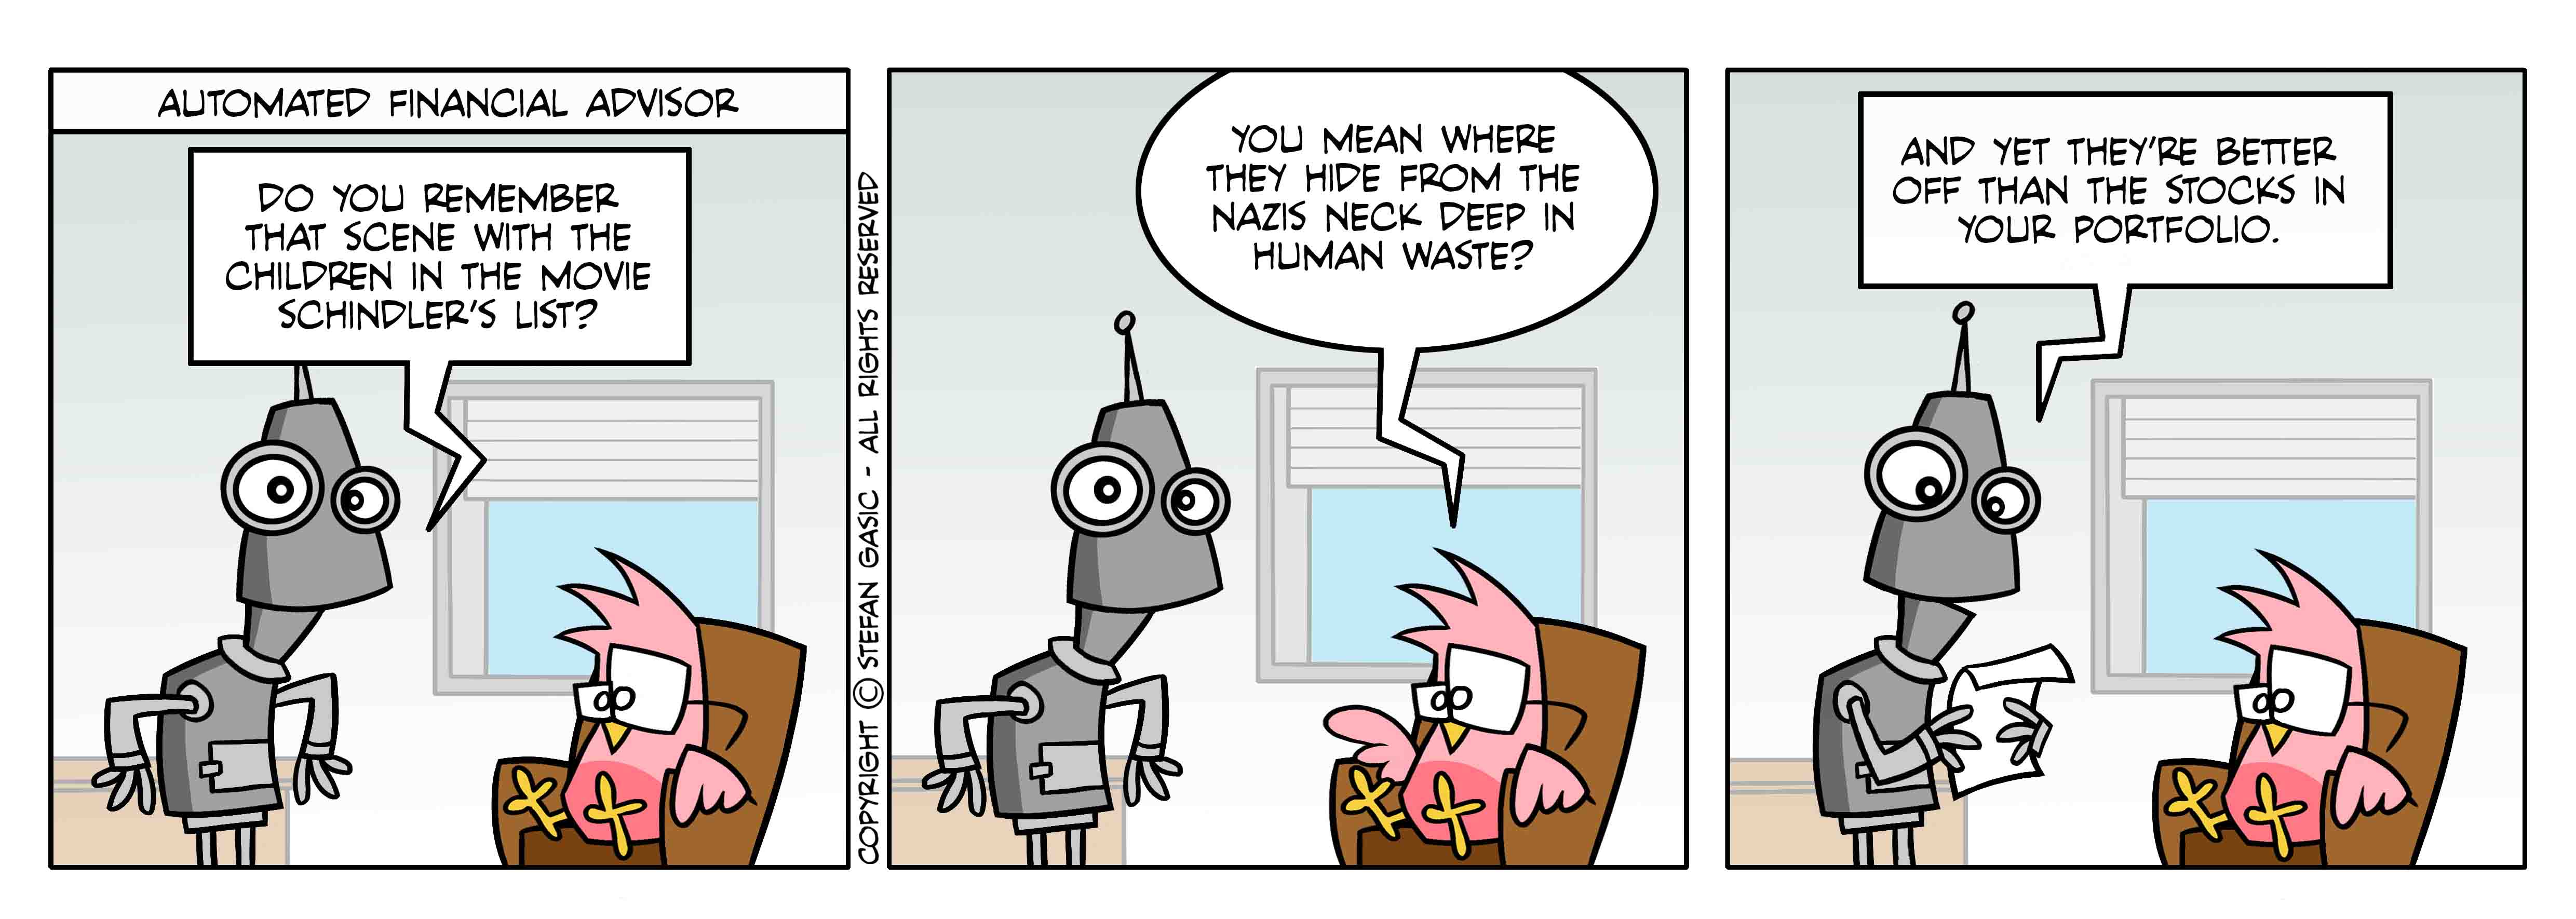 AUTOMATED FINANCIAL ADVISOR
DO YOU REMEMBER
THAT SCENE WITH THE
CHILDREN IN THE MOVIE
SCHINDLER'S LIST?
COPYRIGHT © STEFAN GASIC - ALL RIGHTS RESERVED
YOU MEAN WHERE
THEY HIDE FROM THE
NAZIS NECK DEEP IN
HUMAN WASTE?
AND YET THEY'RE BETTER
OFF THAN THE STOCKS IN
YOUR PORTFOLIO.